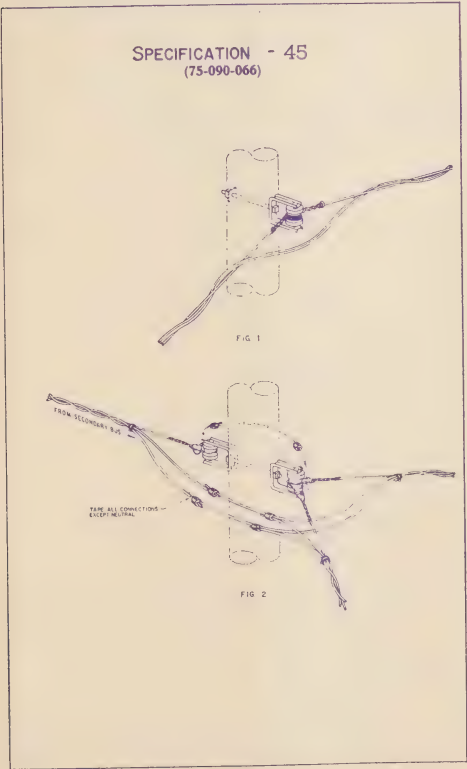 SPECIFICATION - 45
(75-090-066)
FIG 1
FROM SECONDARY BUS
TAPE ALL CONNECTIONS
EXCEPT NEUTRAL
FIG 2